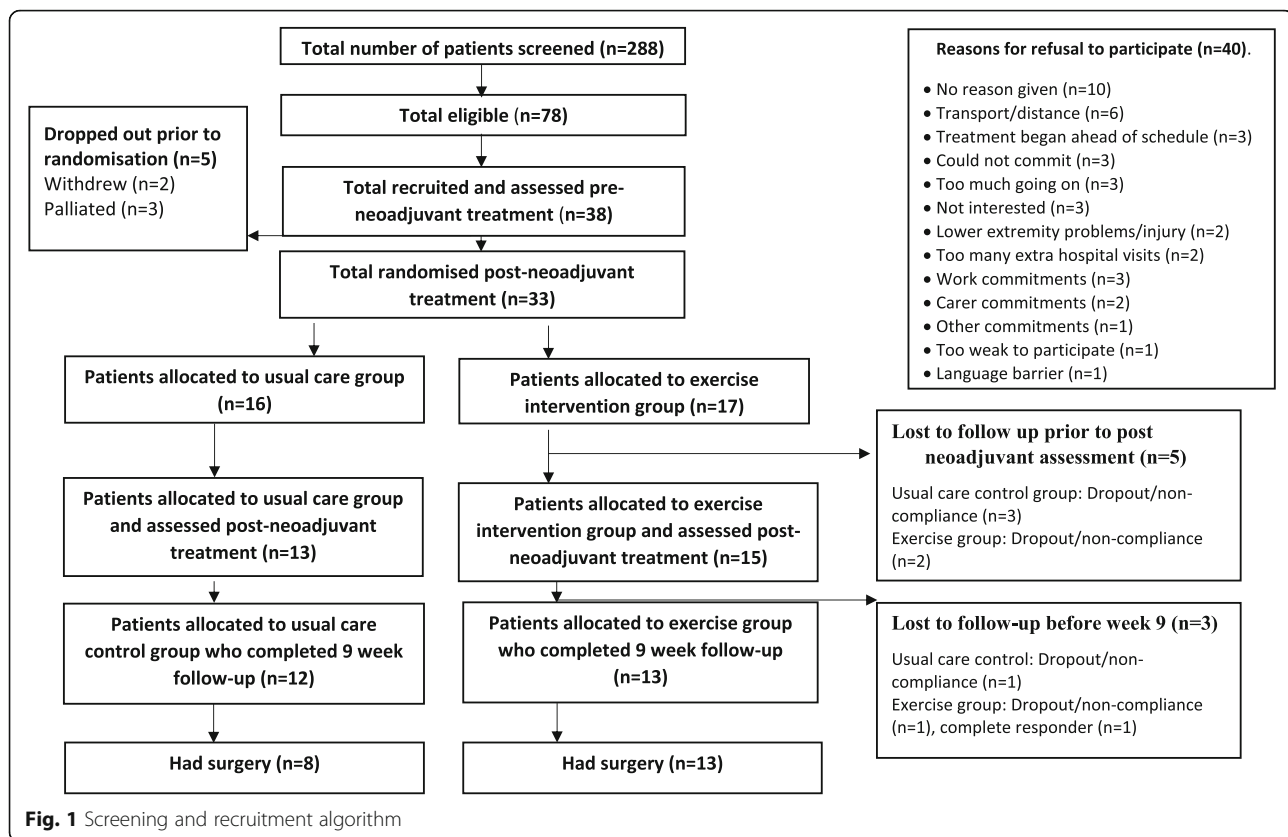 Total number of patients screened (n=288)
Total eligible (n=78)
Dropped out prior to
randomisation (n=5)
Withdrew (n=2)
Palliated (n=3)
Total recruited and assessed pre-
neoadjuvant treatment (n=38)
Total randomised post-neoadjuvant
treatment (n=33)
Reasons for refusal to participate (n=40).
• No reason given (n=10)
• Transport/distance (n=6)
• Treatment began ahead of schedule (n=3)
• Could not commit (n=3)
• Too much going on (n=3)
• Not interested (n=3)
• Lower extremity problems/injury (n=2)
• Too many extra hospital visits (n=2)
• Work commitments (n=3)
• Carer commitments (n=2)
• Other commitments (n=1)
• Too weak to participate (n=1)
• Language barrier (n=1)
Patients allocated to usual care group
(n=16)
Patients allocated to exercise
intervention group (n=17)
Lost to follow up prior to post
neoadjuvant assessment (n=5)
Usual care control group: Dropout/non-
compliance (n=3)
Exercise group: Dropout/non-compliance
(n=2)
Patients allocated to usual care group
and assessed post-neoadjuvant
treatment (n=13)
Patients allocated to exercise
intervention group and assessed post-
neoadjuvant treatment (n=15)
Patients allocated to usual care
control group who completed 9 week
follow-up (n=12)
Patients allocated to exercise group
who completed 9 week follow-up
(n=13)
Lost to follow-up before week 9 (n=3)
Usual care control: Dropout/non-
compliance (n=1)
Exercise group: Dropout/non-compliance
(n=1), complete responder (n=1)
Had surgery (n=8)
Had surgery (n=13)
Fig. 1 Screening and recruitment algorithm